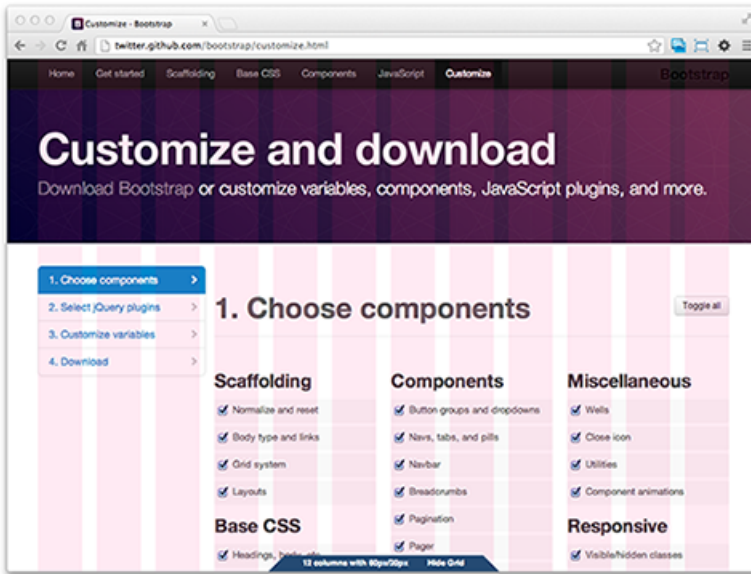 Customize - Bootstrap
twitter.github.com/bootstrap/customize.html
Home Get started Scaffolding Base CSS Components JavaScript Customize Bootstrap
Customize and download
Download Bootstrap or customize variables, components, JavaScript plugins, and more.
1. Choose components
2. Select jQuery plugins
3. Customize variables
4. Download
1. Choose components Toggle all
Scaffolding
Normalize and reset
Body type and links
Grid system
Layouts
Base CSS
Headings, body, etc
Components
Button groups and dropdowns
Navs, tabs, and pills
Navbar
Breadcrumbs
Pagination
Pager
Miscellaneous
Wells
Close icon
Utilities
Component animations
Responsive
Visible/hidden classes
12 columns with 60px/20px Hide Grid